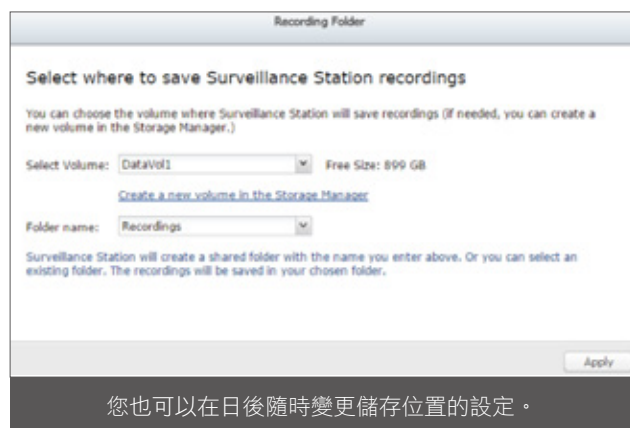 Recording Folder
Select where to save Surveillance Station recordings
You can choose the volume where Surveillance Station will save recordings (if needed, you can create a
new volume in the Storage Manager.)
Select Volume: DataVol1 Free Size: 899 GB
Create a new volume in the Storage Manager
Folder name: Recordings
Surveillance Station will create a shared folder with the name you enter above. Or you can select an
existing folder. The recordings will be saved in your chosen folder.
Apply
您也可以在日後隨時變更儲存位置的設定。